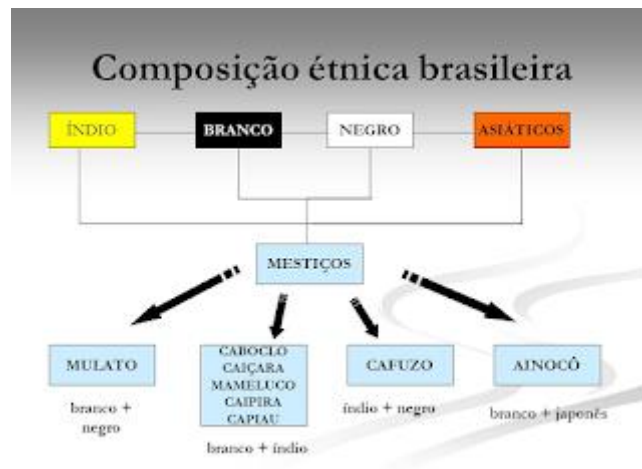 Composição étnica brasileira
ÍNDIO
BRANCO
NEGRO
ASIÁTICOS
MESTIÇOS
MULATO
branco +
negro
CABOCLO
CAIÇARA
MAMELUCO
CAIPIRA
CAPIAU
branco + índio
CAFUZO
índio + negro
AINOCÔ
branco + japonês